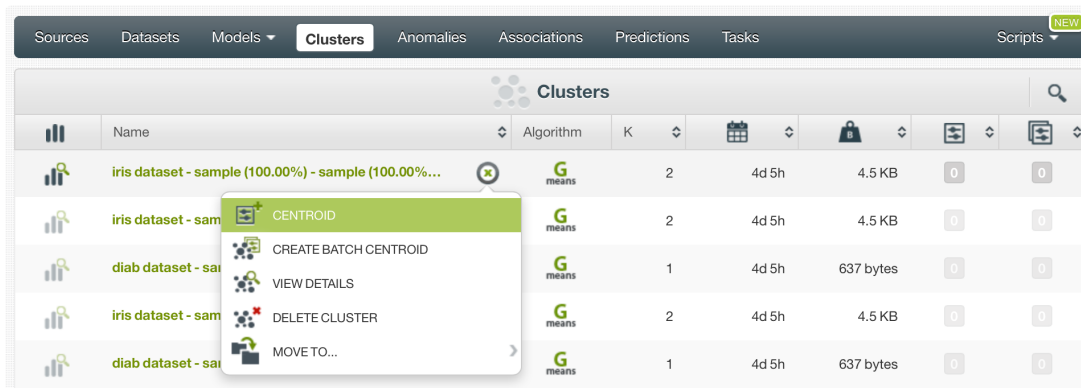 NEW
Sources Datasets Models Clusters Anomalies Associations Predictions Tasks Scripts
Clusters
Name Algorithm K B
iris dataset - sample (100.00%) - sample (100.00%... G means 2 4d 5h 4.5 KB 0 0
CENTROID
iris dataset - sam G means 2 4d 5h 4.5 KB 0 0
CREATE BATCH CENTROID
diab dataset - sa G means 1 4d 5h 637 bytes 0 0
VIEW DETAILS
iris dataset - sam G means 2 4d 5h 4.5 KB 0 0
DELETE CLUSTER
MOVE TO...
diab dataset - sa G means 1 4d 5h 637 bytes 0 0